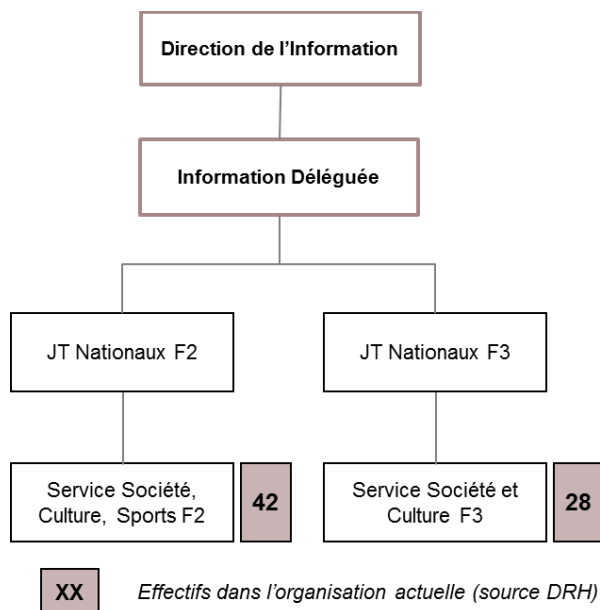 Direction de l’Information
Information Déléguée
JT Nationaux F2
JT Nationaux F3
Service Société,
Culture, Sports F2
42
Service Société et
Culture F3
28
XX
Effectifs dans l’organisation actuelle (source DRH)